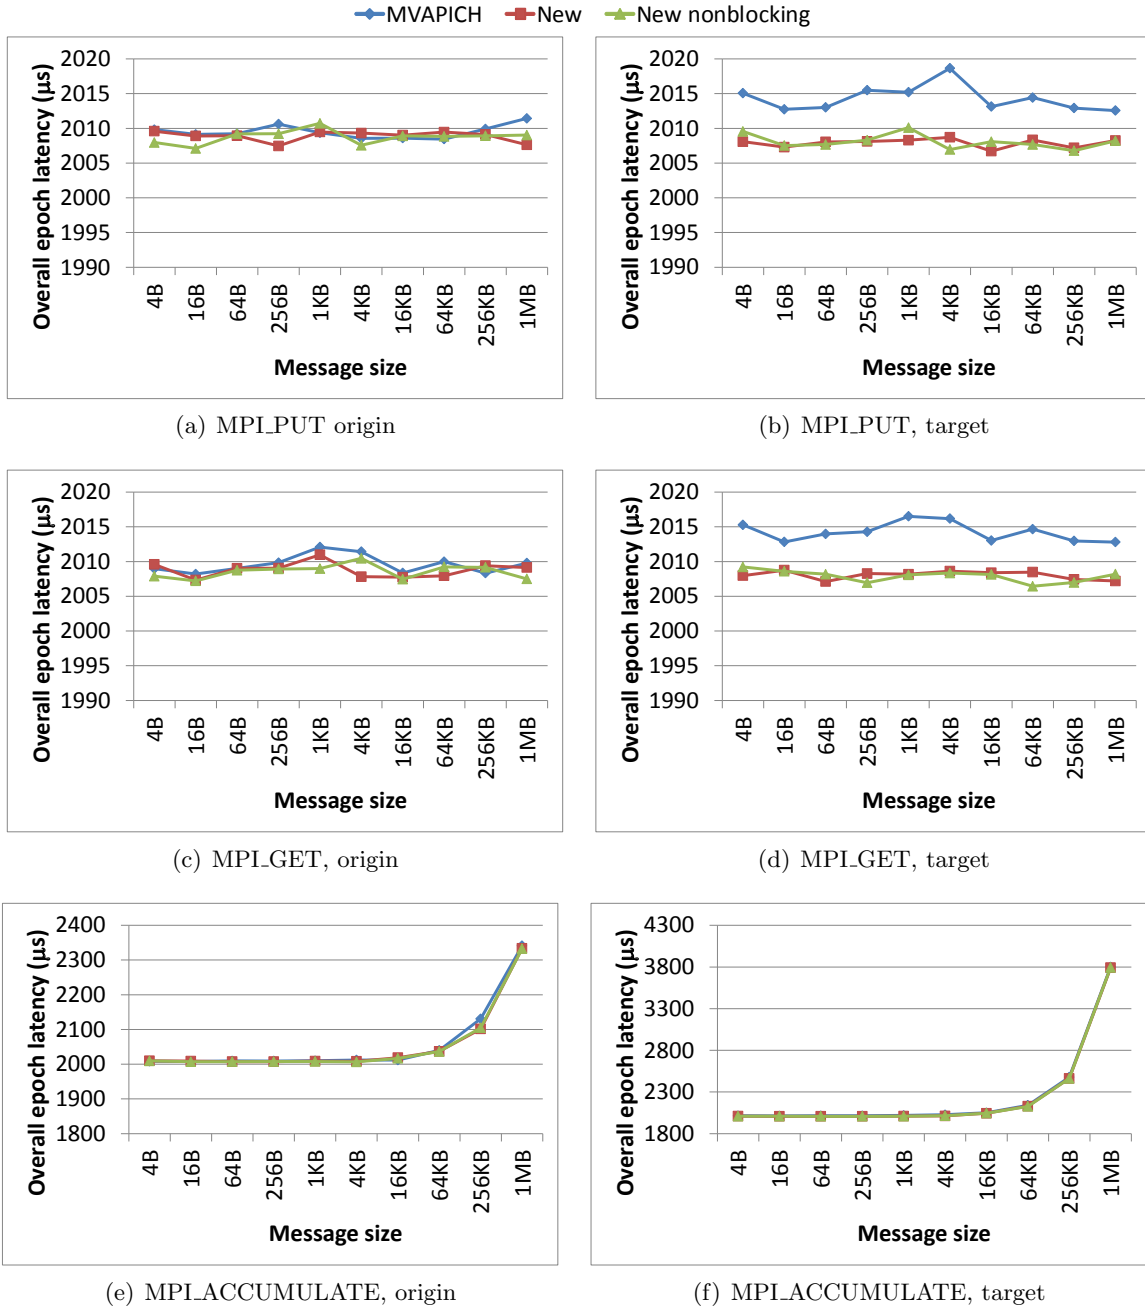 MVAPICH New New nonblocking
Overall epoch latency (μs)
2020
2015
2010
2005
2000
1995
1990
4B 16B 64B 256B 1KB 4KB 16KB 64KB 256KB 1MB
Message size
(a) MPI_PUT origin
Overall epoch latency (μs)
2020
2015
2010
2005
2000
1995
1990
4B 16B 64B 256B 1KB 4KB 16KB 64KB 256KB 1MB
Message size
(b) MPI_PUT, target
Overall epoch latency (μs)
2020
2015
2010
2005
2000
1995
1990
4B 16B 64B 256B 1KB 4KB 16KB 64KB 256KB 1MB
Message size
(c) MPI_GET, origin
Overall epoch latency (μs)
2020
2015
2010
2005
2000
1995
1990
4B 16B 64B 256B 1KB 4KB 16KB 64KB 256KB 1MB
Message size
(d) MPI_GET, target
Overall epoch latency (μs)
2400
2300
2200
2100
2000
1900
1800
4B 16B 64B 256B 1KB 4KB 16KB 64KB 256KB 1MB
Message size
(e) MPI_ACCUMULATE, origin
Overall epoch latency (μs)
4300
3800
3300
2800
2300
1800
4B 16B 64B 256B 1KB 4KB 16KB 64KB 256KB 1MB
Message size
(f) MPI_ACCUMULATE, target